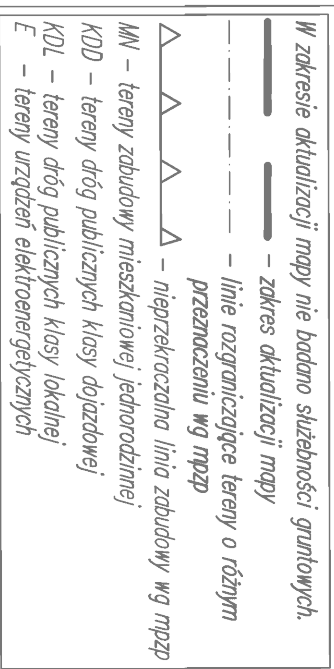 W zakresie aktualizacji mapy nie badano służebności gruntowych.
– zakres aktualizacji mapy
– linie rozgraniczające tereny o różnym
przeznaczeniu wg mpzp
– nieprzekraczalna linia zabudowy wg mpzp
MN – tereny zabudowy mieszkaniowej jednorodzinnej
KDD – tereny dróg publicznych klasy dojazdowej
KDL – tereny dróg publicznych klasy lokalnej
E – tereny urządzeń elektroenergetycznych